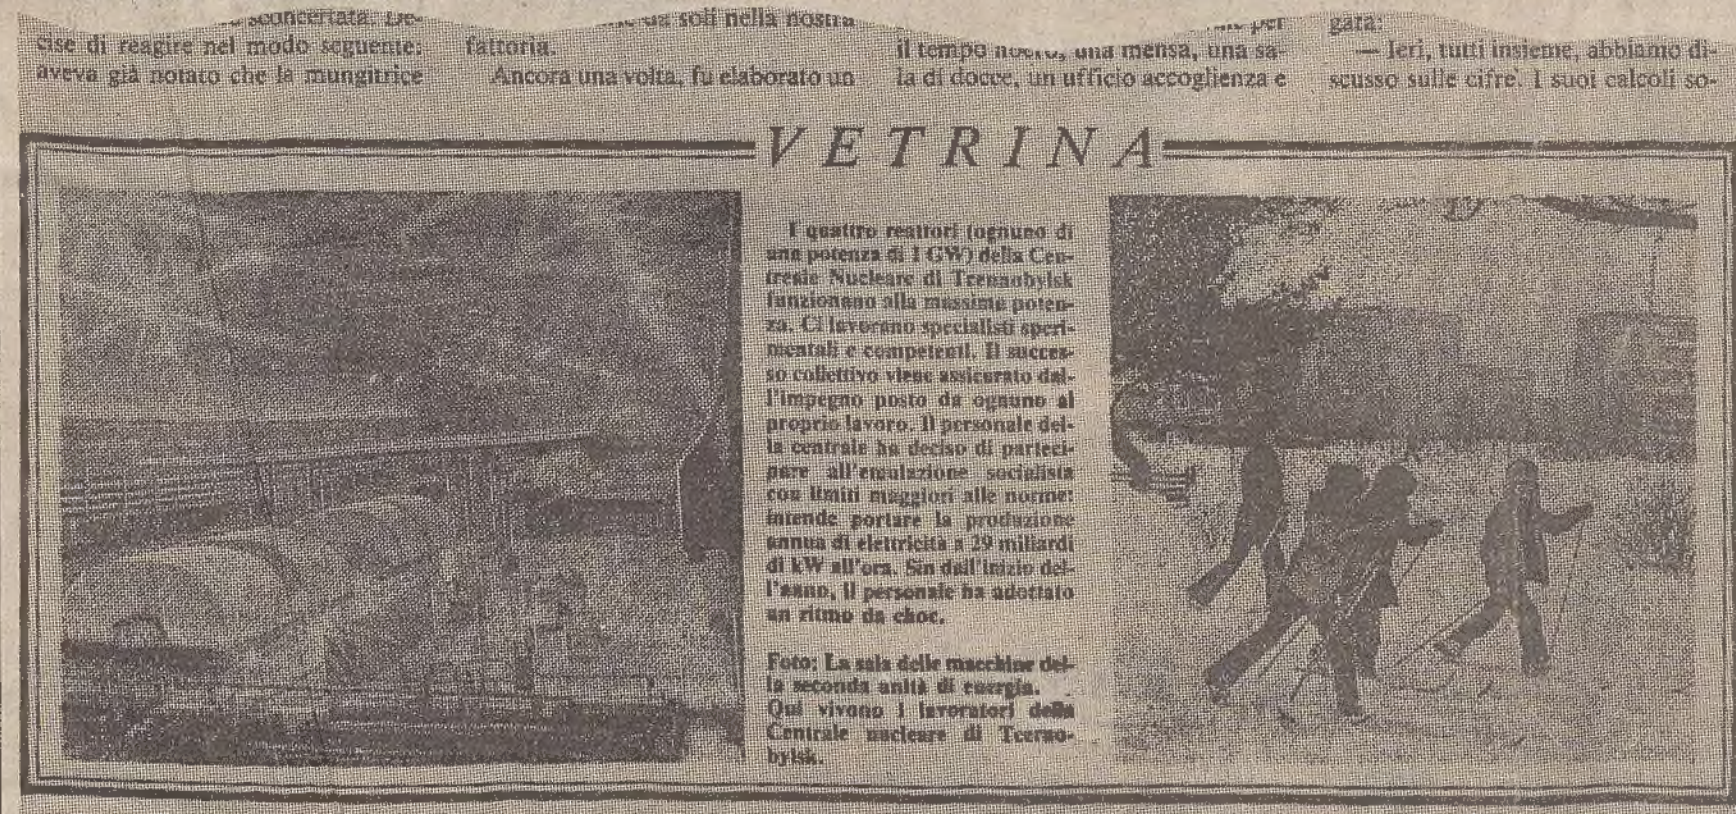 sconcertata. De-
cise di reagire nel modo seguente:
aveva già notato che la mungitrice
da soli nella nostra
fattoria.
Ancora una volta, fu elaborato un
per
il tempo una mensa, una sa-
la di docce, un ufficio accoglienza e
gata:
— Ieri, tutti insieme, abbiamo di-
scusso sulle cifre. I suoi calcoli so-
VETRINA
I quattro reattori (ognuno di
una potenza di 1 GW) della Cen-
Nucleare di
funzionano alla massima poten-
za. Ci lavorano specialisti speri-
mentali e competenti. Il succes-
so collettivo viene assicurato dal-
l'impegno posto da ognuno al
proprio lavoro. Il personale del-
la centrale ha deciso di parteci-
pare all'emulazione socialista
con limiti maggiori alle norme:
intende portare la produzione
annua di elettricità a 29 miliardi
di kW all'ora. Sin dall'inizio del-
l'anno, il personale ha adottato
un ritmo da choc.
Foto: La sala delle macchine del-
la seconda unità di energia.
Qui vivono i lavoratori della
Centrale nucleare di Tcerno-
bylsk.